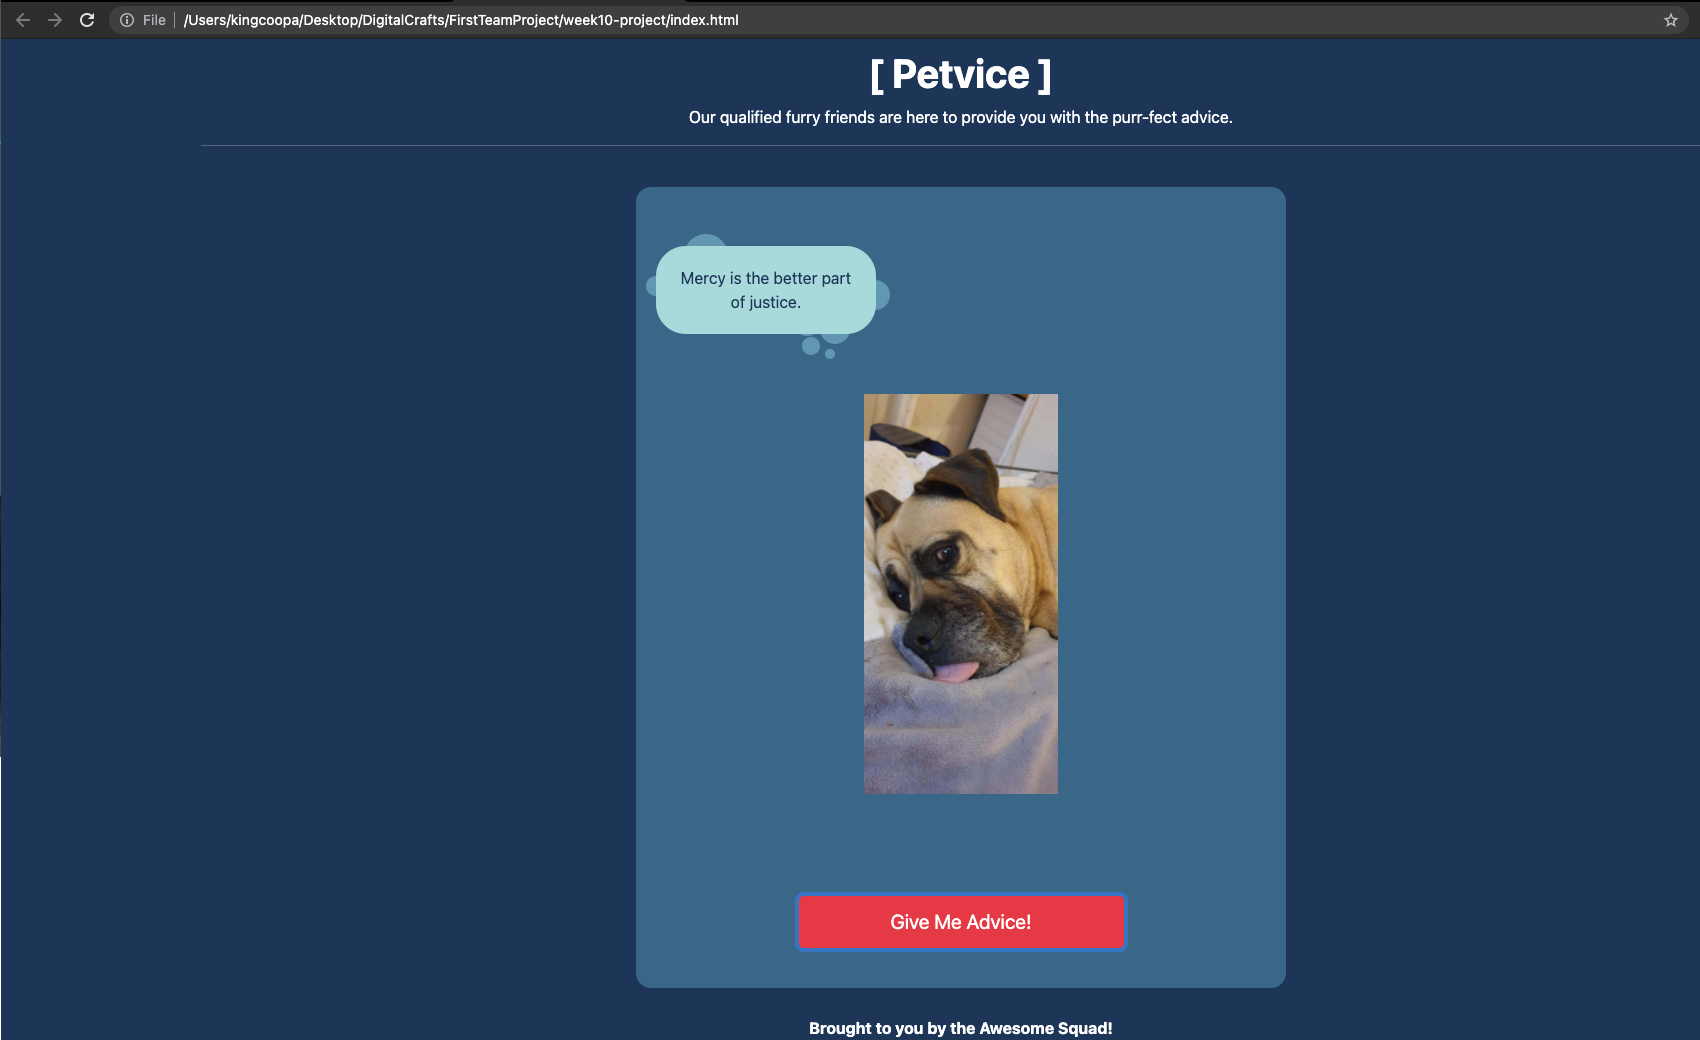 File /Users/kingcoopa/Desktop/DigitalCrafts/FirstTeamProject/week10-project/index.html
[ Petvice ]
Our qualified furry friends are here to provide you with the purr-fect advice.
Mercy is the better part
of justice.
Give Me Advice!
Brought to you by the Awesome Squad!